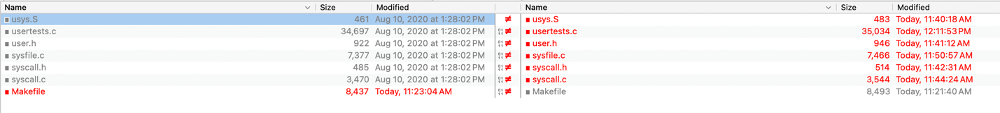 Name Size Modified Name Size Modified
usys.S 461 Aug 10, 2020 at 1:28:02 PM ≠ usys.S 483 Today, 11:40:18 AM
usertests.c 34,697 Aug 10, 2020 at 1:28:02 PM ≠ usertests.c 35,034 Today, 12:11:53 PM
user.h 922 Aug 10, 2020 at 1:28:02 PM ≠ user.h 946 Today, 11:41:12 AM
sysfile.c 7,377 Aug 10, 2020 at 1:28:02 PM ≠ sysfile.c 7,466 Today, 11:50:57 AM
syscall.h 485 Aug 10, 2020 at 1:28:02 PM ≠ syscall.h 514 Today, 11:42:31 AM
syscall.c 3,470 Aug 10, 2020 at 1:28:02 PM ≠ syscall.c 3,544 Today, 11:44:24 AM
Makefile 8,437 Today, 11:23:04 AM ≠ Makefile 8,493 Today, 11:21:40 AM